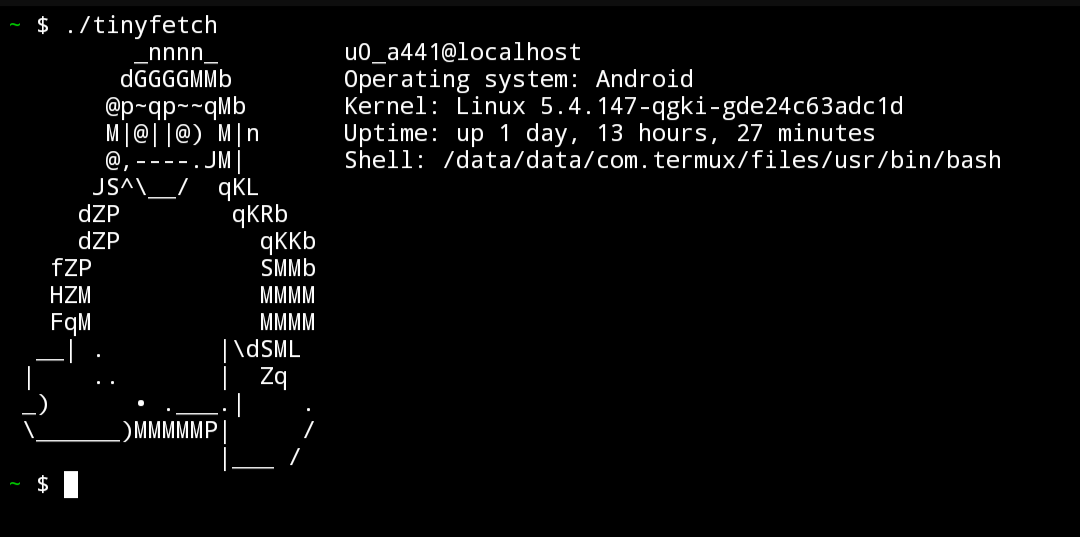 ~ $ ./tinyfetch
         _nnnn_         u0_a441@localhost
        dGGGGMMb        Operating system: Android
       @p~qp~~qMb       Kernel: Linux 5.4.147-qgki-gde24c63adc1d
       M|@||@) M|n      Uptime: up 1 day, 13 hours, 27 minutes
       @,----.JM|       Shell: /data/data/com.termux/files/usr/bin/bash
      JS^\__/  qKL
     dZP        qKRb
     dZP          qKKb
   fZP            SMMb
   HZM            MMMM
   FqM            MMMM
  __| .        |\dSML
 |    ..       |  Zq
 _)      • .___.|    .
 \______)MMMMMP|     /
               |___ /
~ $